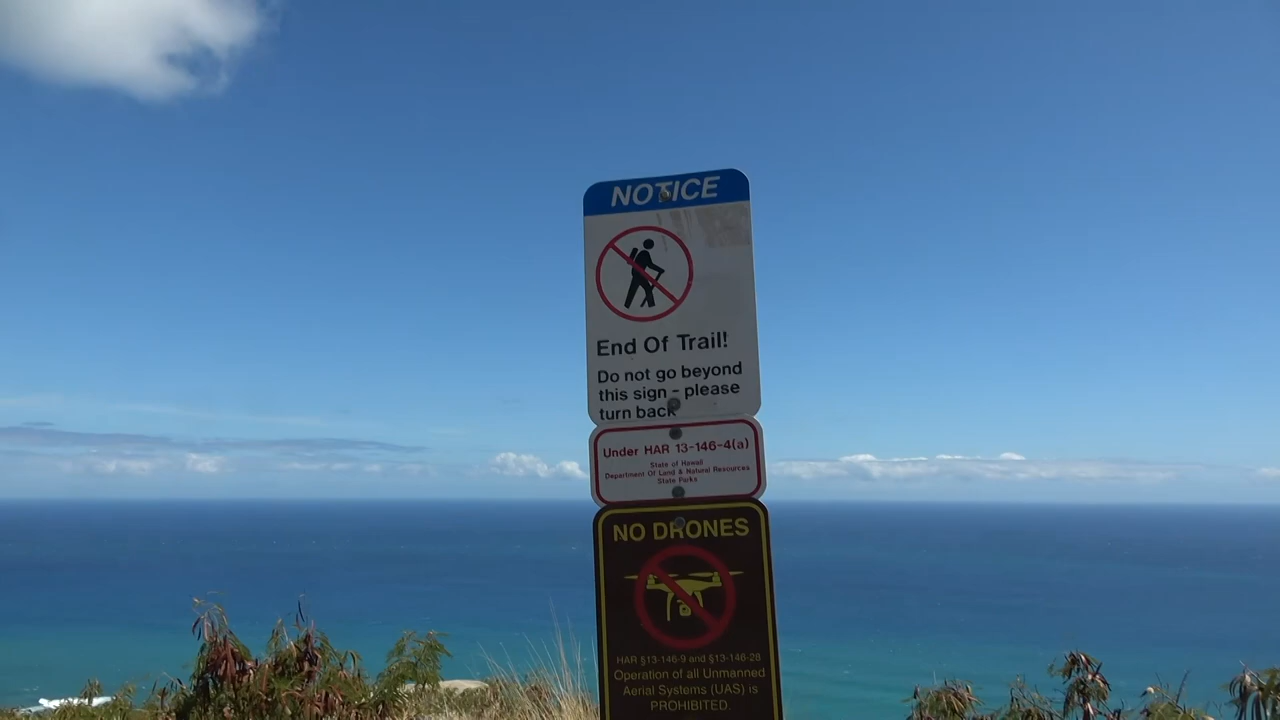 NOTICE
End Of Trail!
Do not go beyond
this sign - please
turn back
Under HAR 13-146-4(a)
State of Hawaii
Department Of Land & Natural Resources
State Parks
NO DRONES
HAR §13-146-9 and §13-146-28
Operation of all Unmanned
Aerial Systems (UAS) is
PROHIBITED.